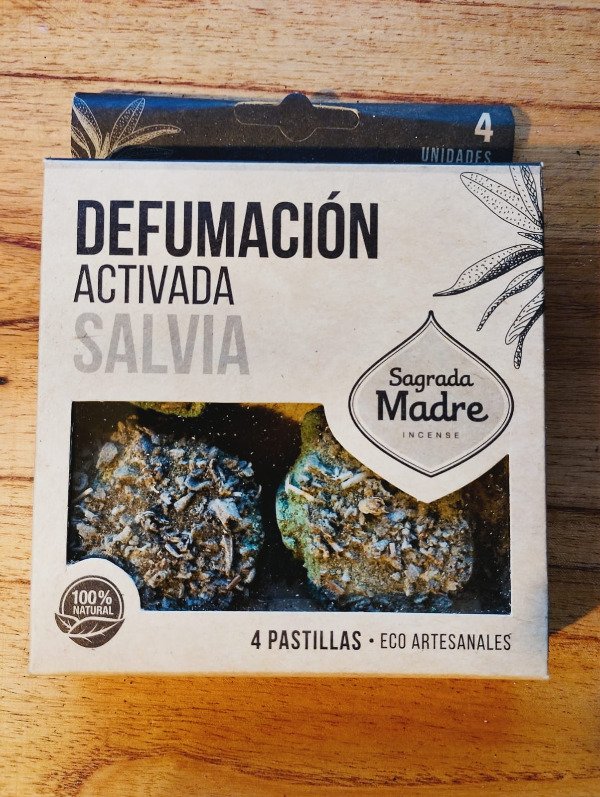 4
UNIDADES
DEFUMACIÓN
ACTIVADA
SALVIA
Sagrada
Madre
INCENSE
100%
NATURAL
4 PASTILLAS • ECO ARTESANALES